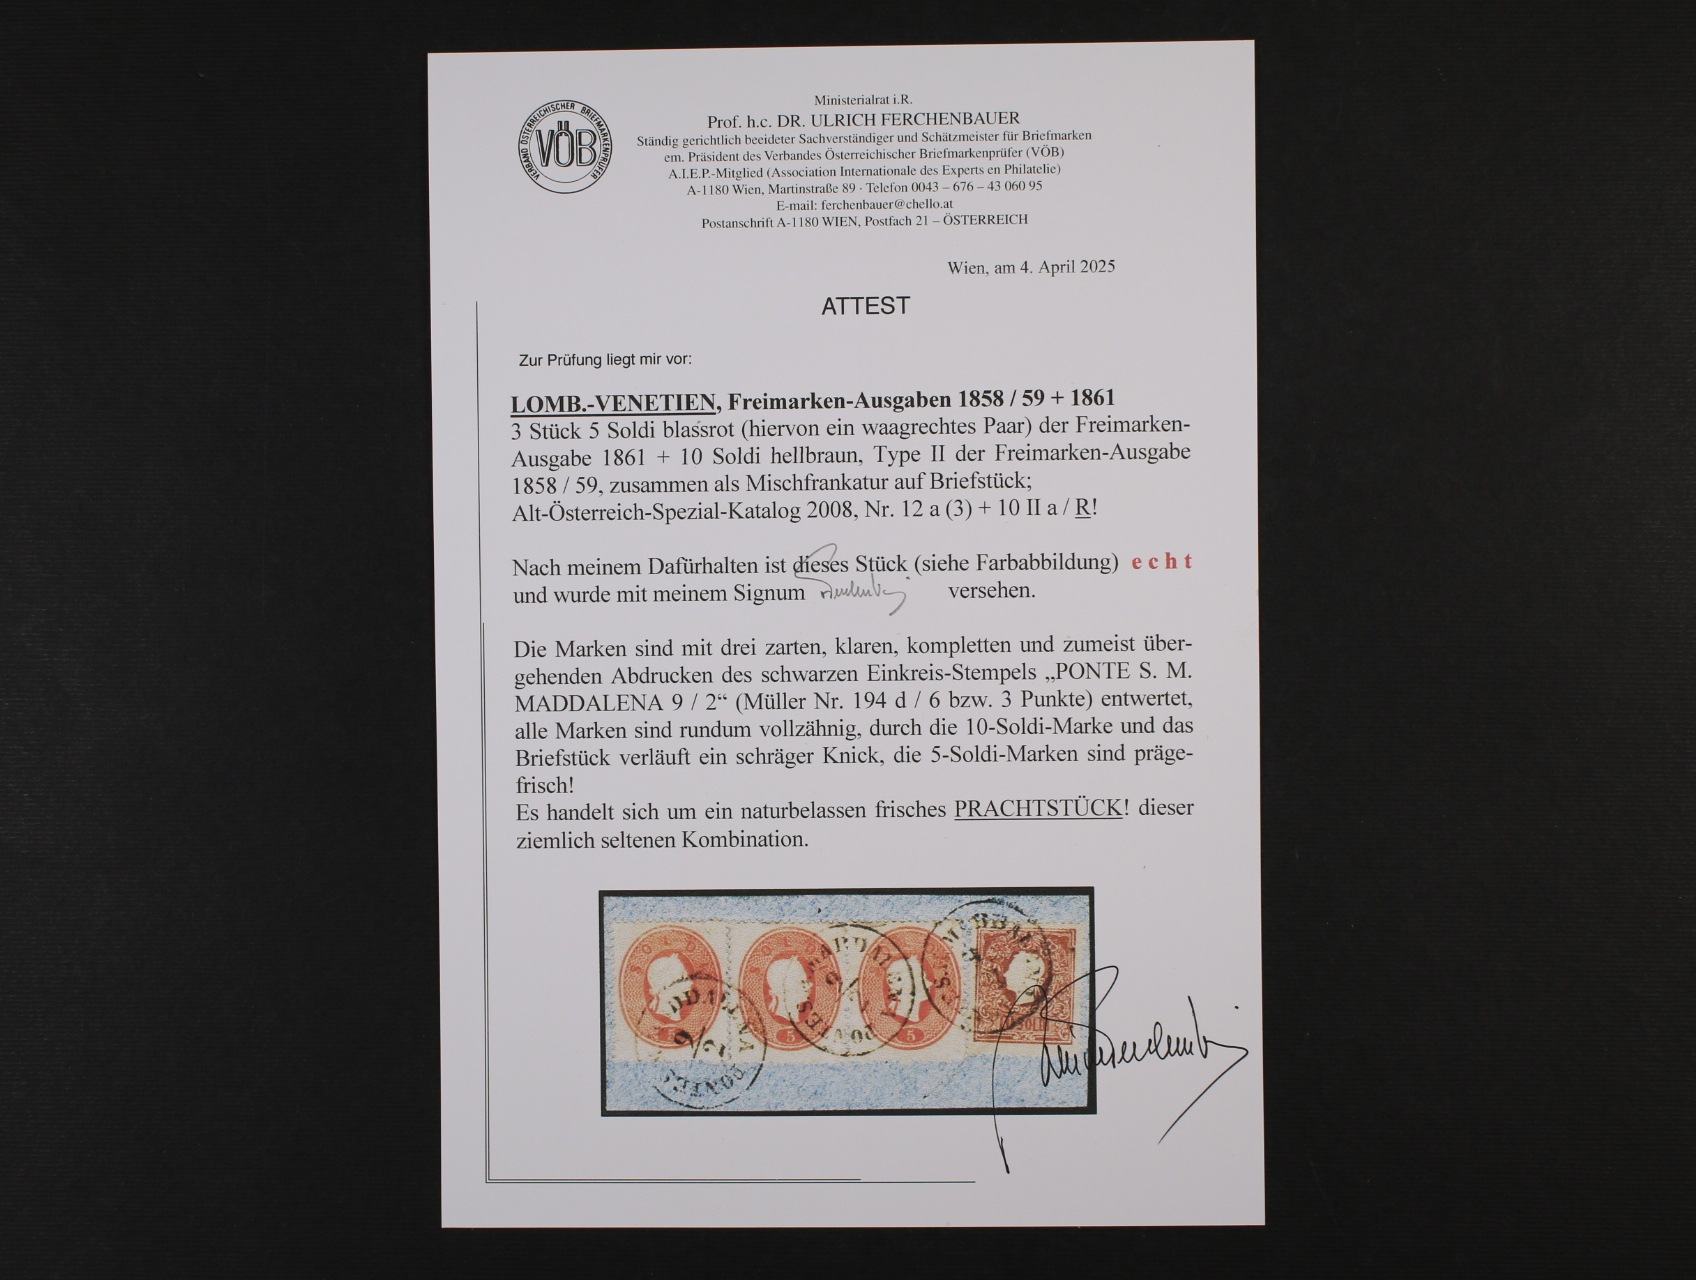 VERBAND ÖSTERREICHISCHER BRIEFMARKENPRÜFER
VÖB
Ministerialrat i.R.
Prof. h.c. DR. ULRICH FERCHENBAUER
Ständig gerichtlich beeideter Sachverständiger und Schätzmeister für Briefmarken
em. Präsident des Verbandes Österreichischer Briefmarkenprüfer (VÖB)
A.I.E.P.-Mitglied (Association Internationale des Experts en Philatelie)
A-1180 Wien, Martinstraße 89 · Telefon 0043 – 676 – 43 060 95
E-mail: ferchenbauer@chello.at
Postanschrift A-1180 WIEN, Postfach 21 – ÖSTERREICH
Wien, am 4. April 2025
ATTEST
Zur Prüfung liegt mir vor:
LOMB.-VENETIEN, Freimarken-Ausgaben 1858 / 59 + 1861
3 Stück 5 Soldi blassrot (hiervon ein waagrechtes Paar) der Freimarken-
Ausgabe 1861 + 10 Soldi hellbraun, Type II der Freimarken-Ausgabe
1858 / 59, zusammen als Mischfrankatur auf Briefstück;
Alt-Österreich-Spezial-Katalog 2008, Nr. 12 a (3) + 10 II a / R!
Nach meinem Dafürhalten ist dieses Stück (siehe Farbabbildung) echt
und wurde mit meinem Signum versehen.
Die Marken sind mit drei zarten, klaren, kompletten und zumeist über-
gehenden Abdrucken des schwarzen Einkreis-Stempels „PONTE S. M.
MADDALENA 9 / 2“ (Müller Nr. 194 d / 6 bzw. 3 Punkte) entwertet,
alle Marken sind rundum vollzähnig, durch die 10-Soldi-Marke und das
Briefstück verläuft ein schräger Knick, die 5-Soldi-Marken sind präge-
frisch!
Es handelt sich um ein naturbelassen frisches PRACHTSTÜCK! dieser
ziemlich seltenen Kombination.